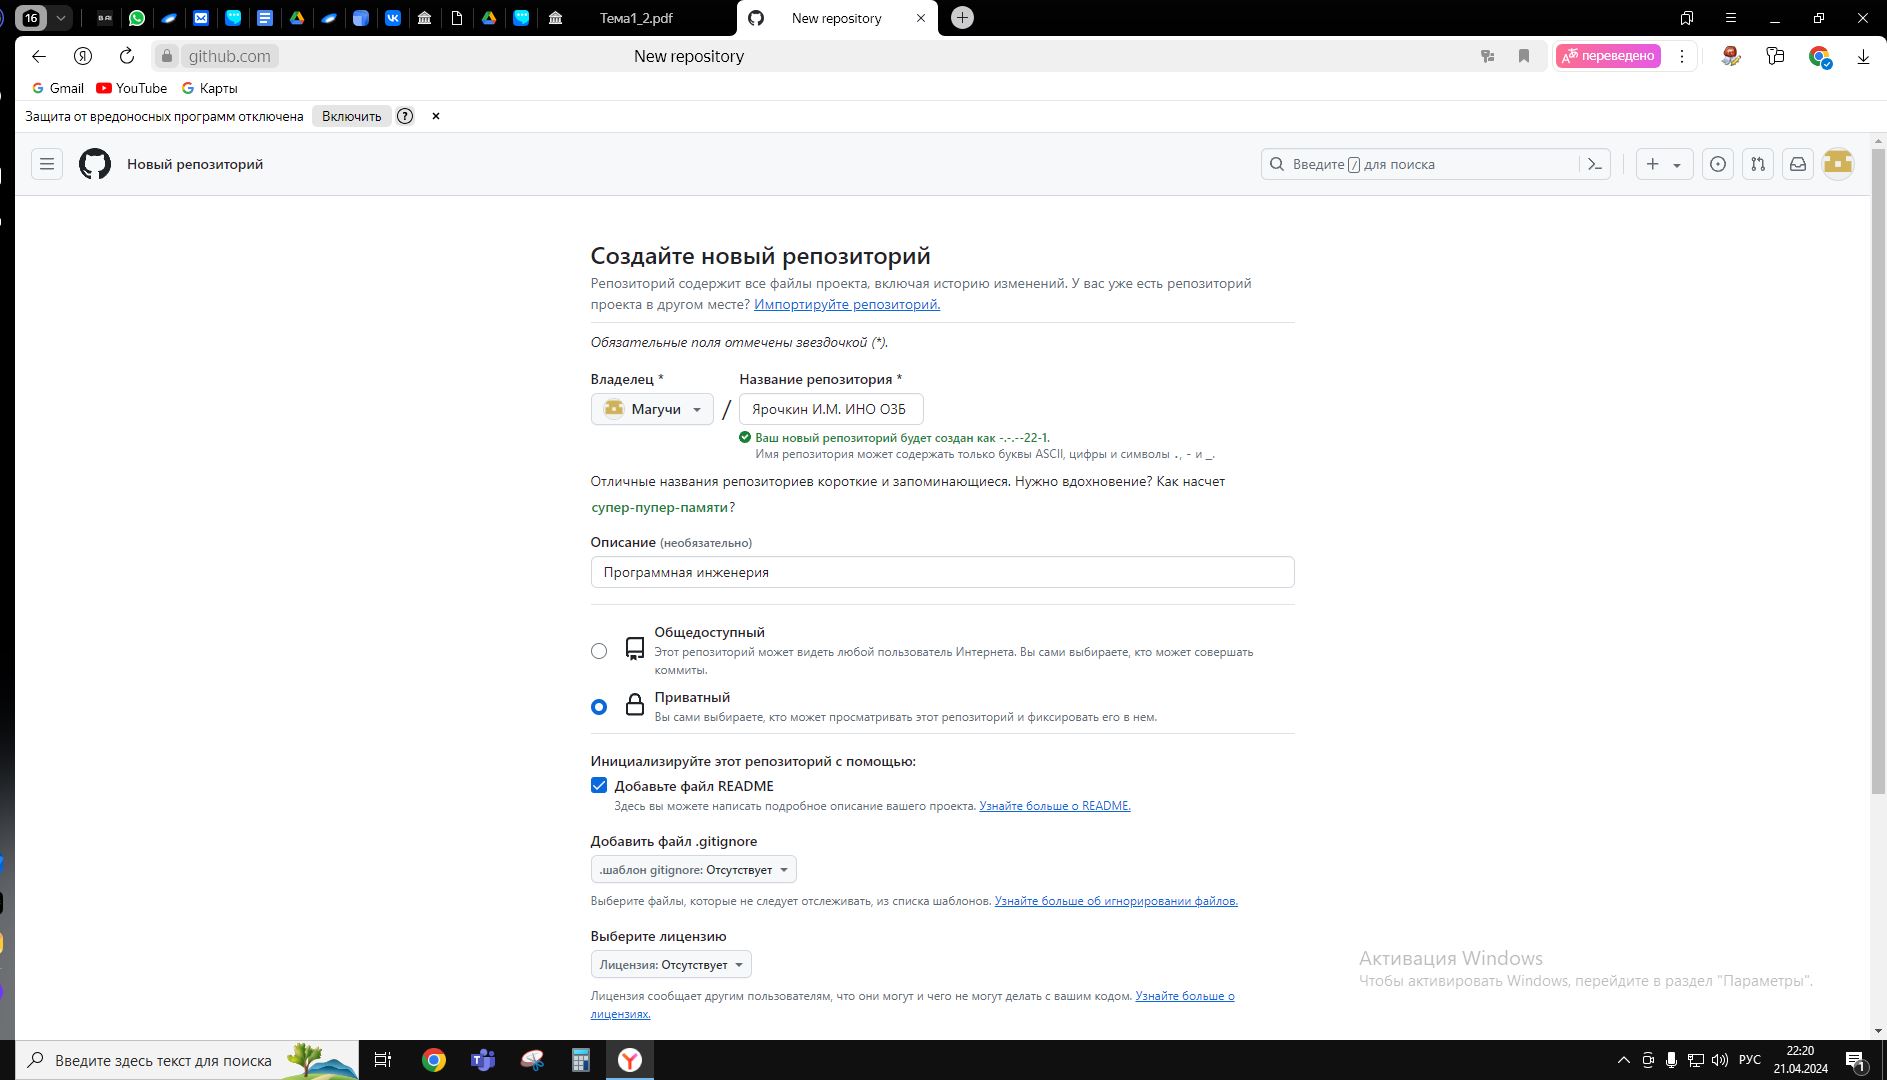 16
Тема1_2.pdf
New repository
github.com
New repository
переведено
Gmail
YouTube
Карты
Защита от вредоносных программ отключена
Включить
Новый репозиторий
Введите / для поиска
Создайте новый репозиторий
Репозиторий содержит все файлы проекта, включая историю изменений. У вас уже есть репозиторий
проекта в другом месте? Импортируйте репозиторий.
Обязательные поля отмечены звездочкой (*).
Владелец *
Название репозитория *
Магучи
/
Ярочкин И.М. ИНО ОЗБ
Ваш новый репозиторий будет создан как -.-.--22-1.
Имя репозитория может содержать только буквы ASCII, цифры и символы ., - и _.
Отличные названия репозиториев короткие и запоминающиеся. Нужно вдохновение? Как насчет
супер-пупер-памяти?
Описание (необязательно)
Программная инженерия
Общедоступный
Этот репозиторий может видеть любой пользователь Интернета. Вы сами выбираете, кто может совершать
коммиты.
Приватный
Вы сами выбираете, кто может просматривать этот репозиторий и фиксировать его в нем.
Инициализируйте этот репозиторий с помощью:
Добавьте файл README
Здесь вы можете написать подробное описание вашего проекта. Узнайте больше о README.
Добавить файл .gitignore
.шаблон gitignore: Отсутствует
Выберите файлы, которые не следует отслеживать, из списка шаблонов. Узнайте больше об игнорировании файлов.
Выберите лицензию
Лицензия: Отсутствует
Лицензия сообщает другим пользователям, что они могут и чего не могут делать с вашим кодом. Узнайте больше о
лицензиях.
Активация Windows
Чтобы активировать Windows, перейдите в раздел "Параметры".
Введите здесь текст для поиска
РУС
22:20
21.04.2024
1